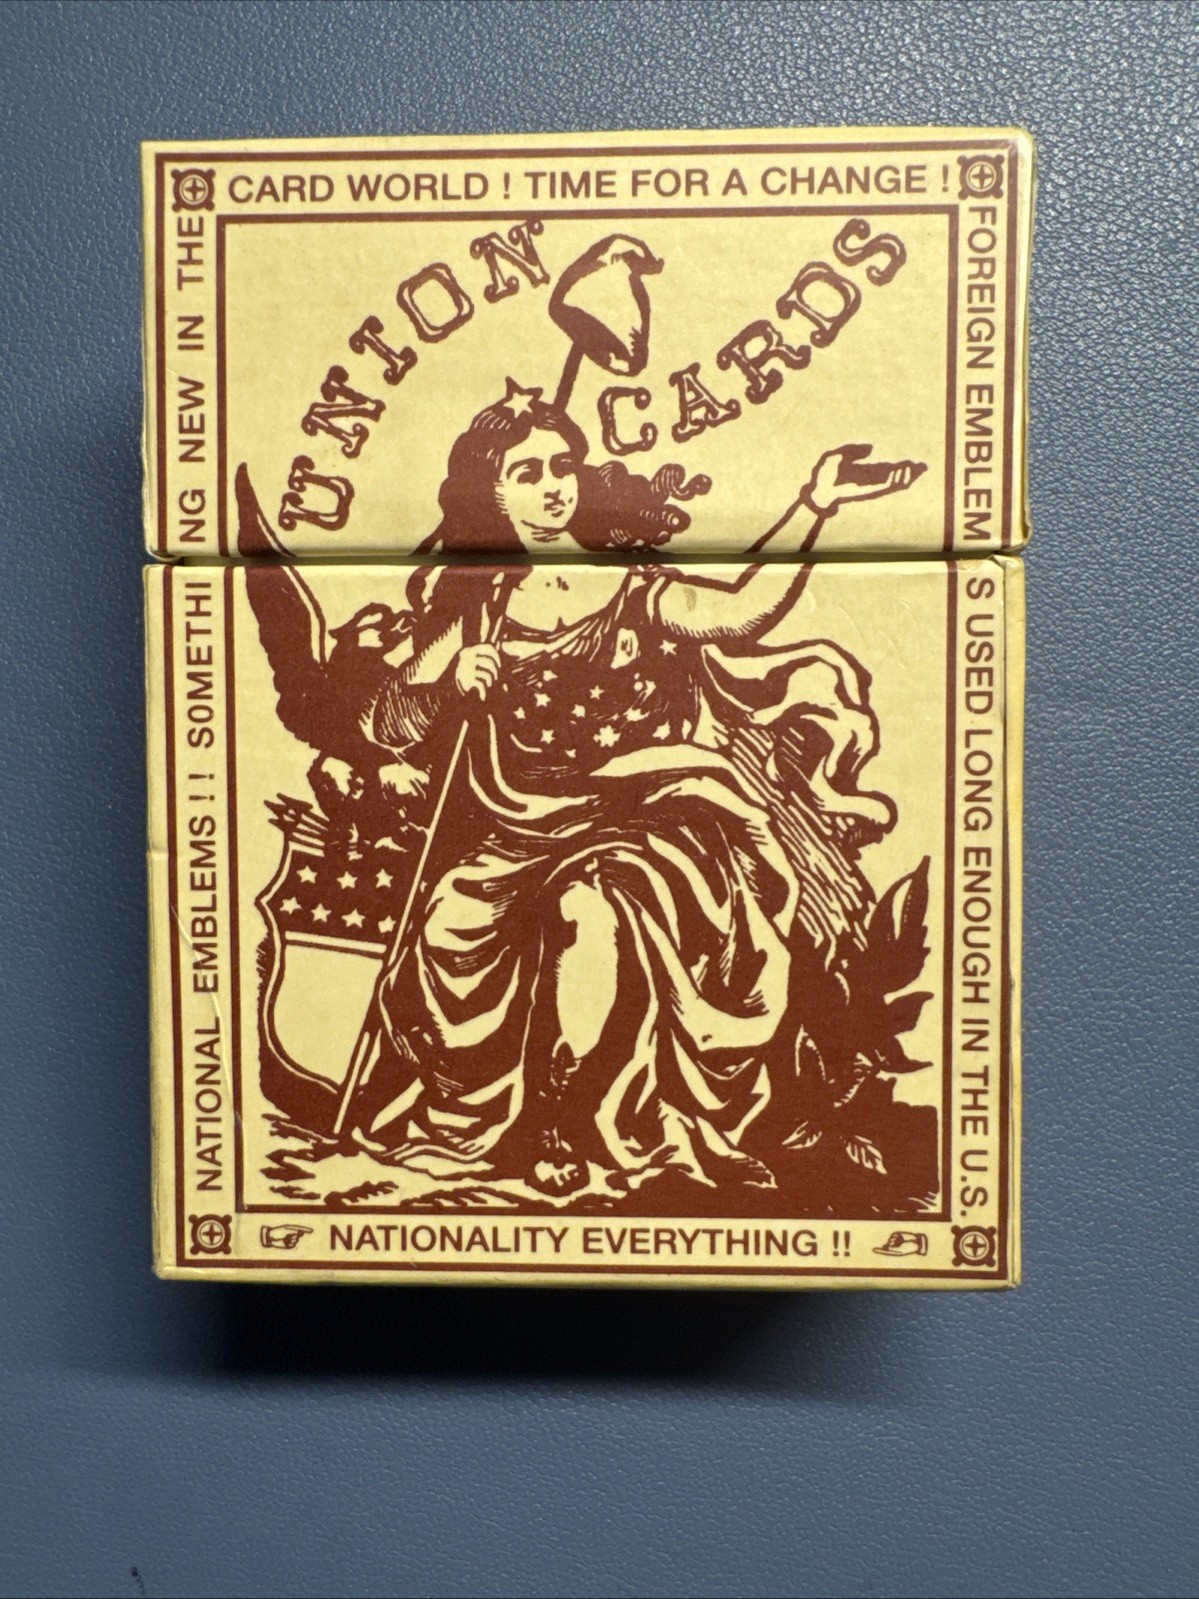 CARD WORLD ! TIME FOR A CHANGE !
UNION CARDS
NATIONAL EMBLEMS ! ! SOMETHING NEW IN THE
FOREIGN EMBLEMS USED LONG ENOUGH IN THE U.S.
NATIONALITY EVERYTHING !!